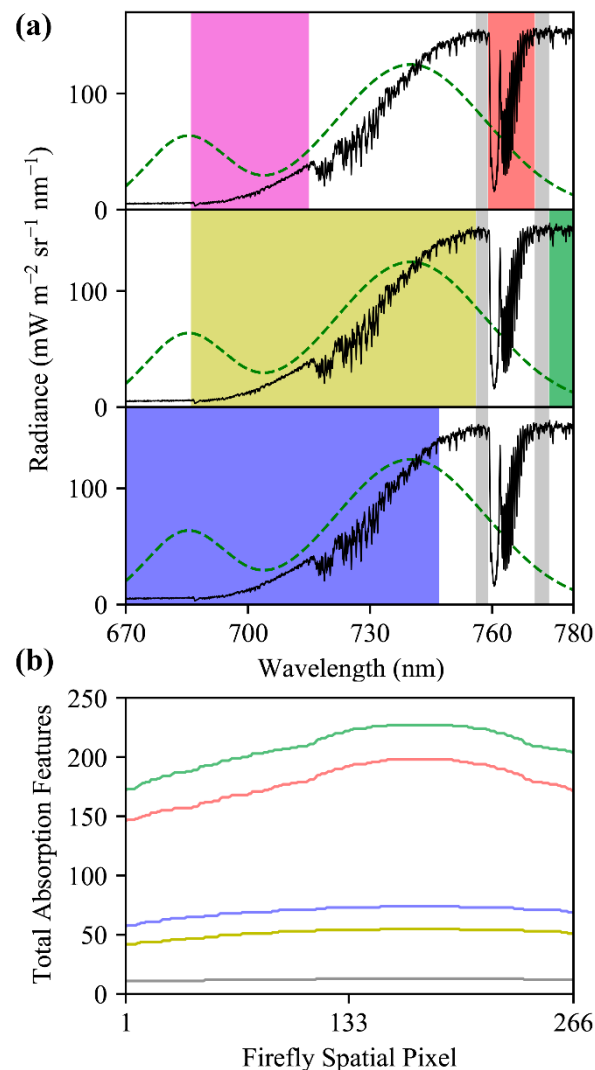 (a)
100
0
100
0
100
0
Radiance (mW m⁻² sr⁻¹ nm⁻¹)
670 700 730 760 780
Wavelength (nm)
(b)
250
200
150
100
50
0
Total Absorption Features
1 133 266
Firefly Spatial Pixel